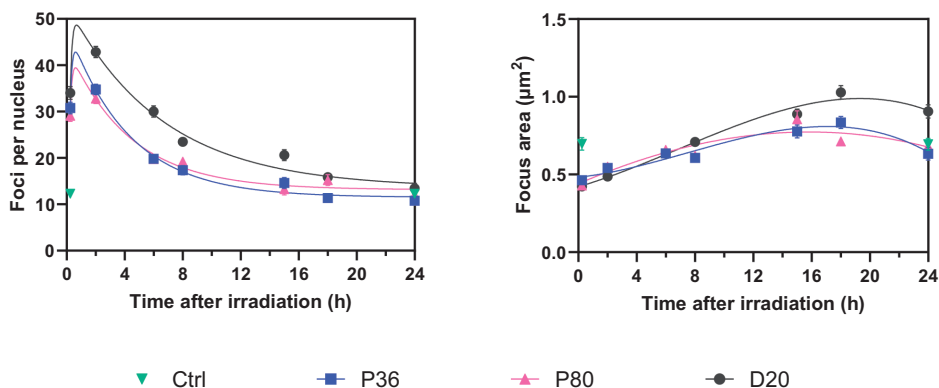 Foci per nucleus
50
40
30
20
10
0
0 4 8 12 16 20 24
Time after irradiation (h)
Focus area (µm²)
1.5
1.0
0.5
0.0
0 4 8 12 16 20 24
Time after irradiation (h)
Ctrl P36 P80 D20